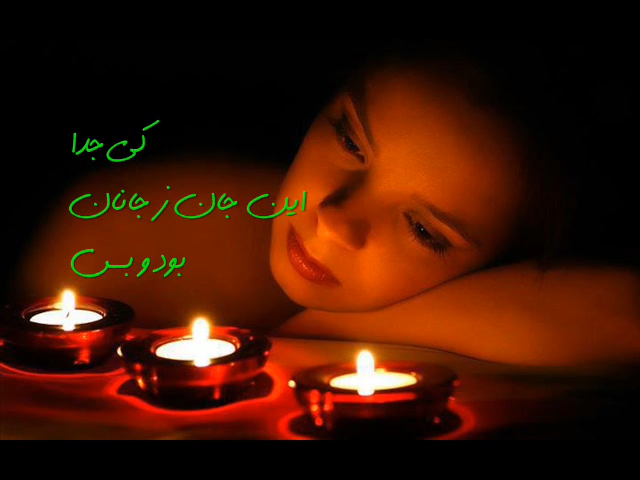 کی جدا
این جان ز جانان
بود و بس